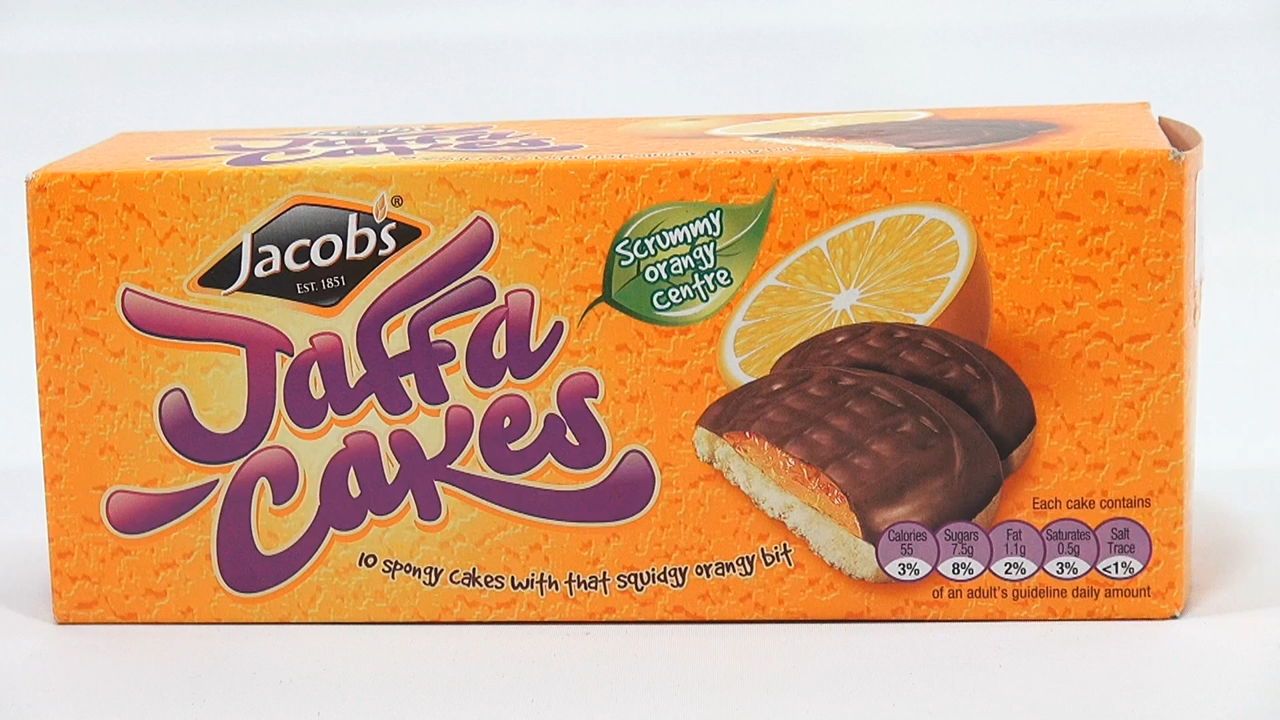 Jacob's
Cakes
Jacob's®
EST. 1851
Jaffa
Cakes
Scrummy
orangy
centre
10 spongy cakes with that squidgy orangy bit
Each cake contains
Calories
55
3%
Sugars
7.5g
8%
Fat
1.1g
2%
Saturates
0.5g
3%
Salt
Trace
<1%
of an adult's guideline daily amount